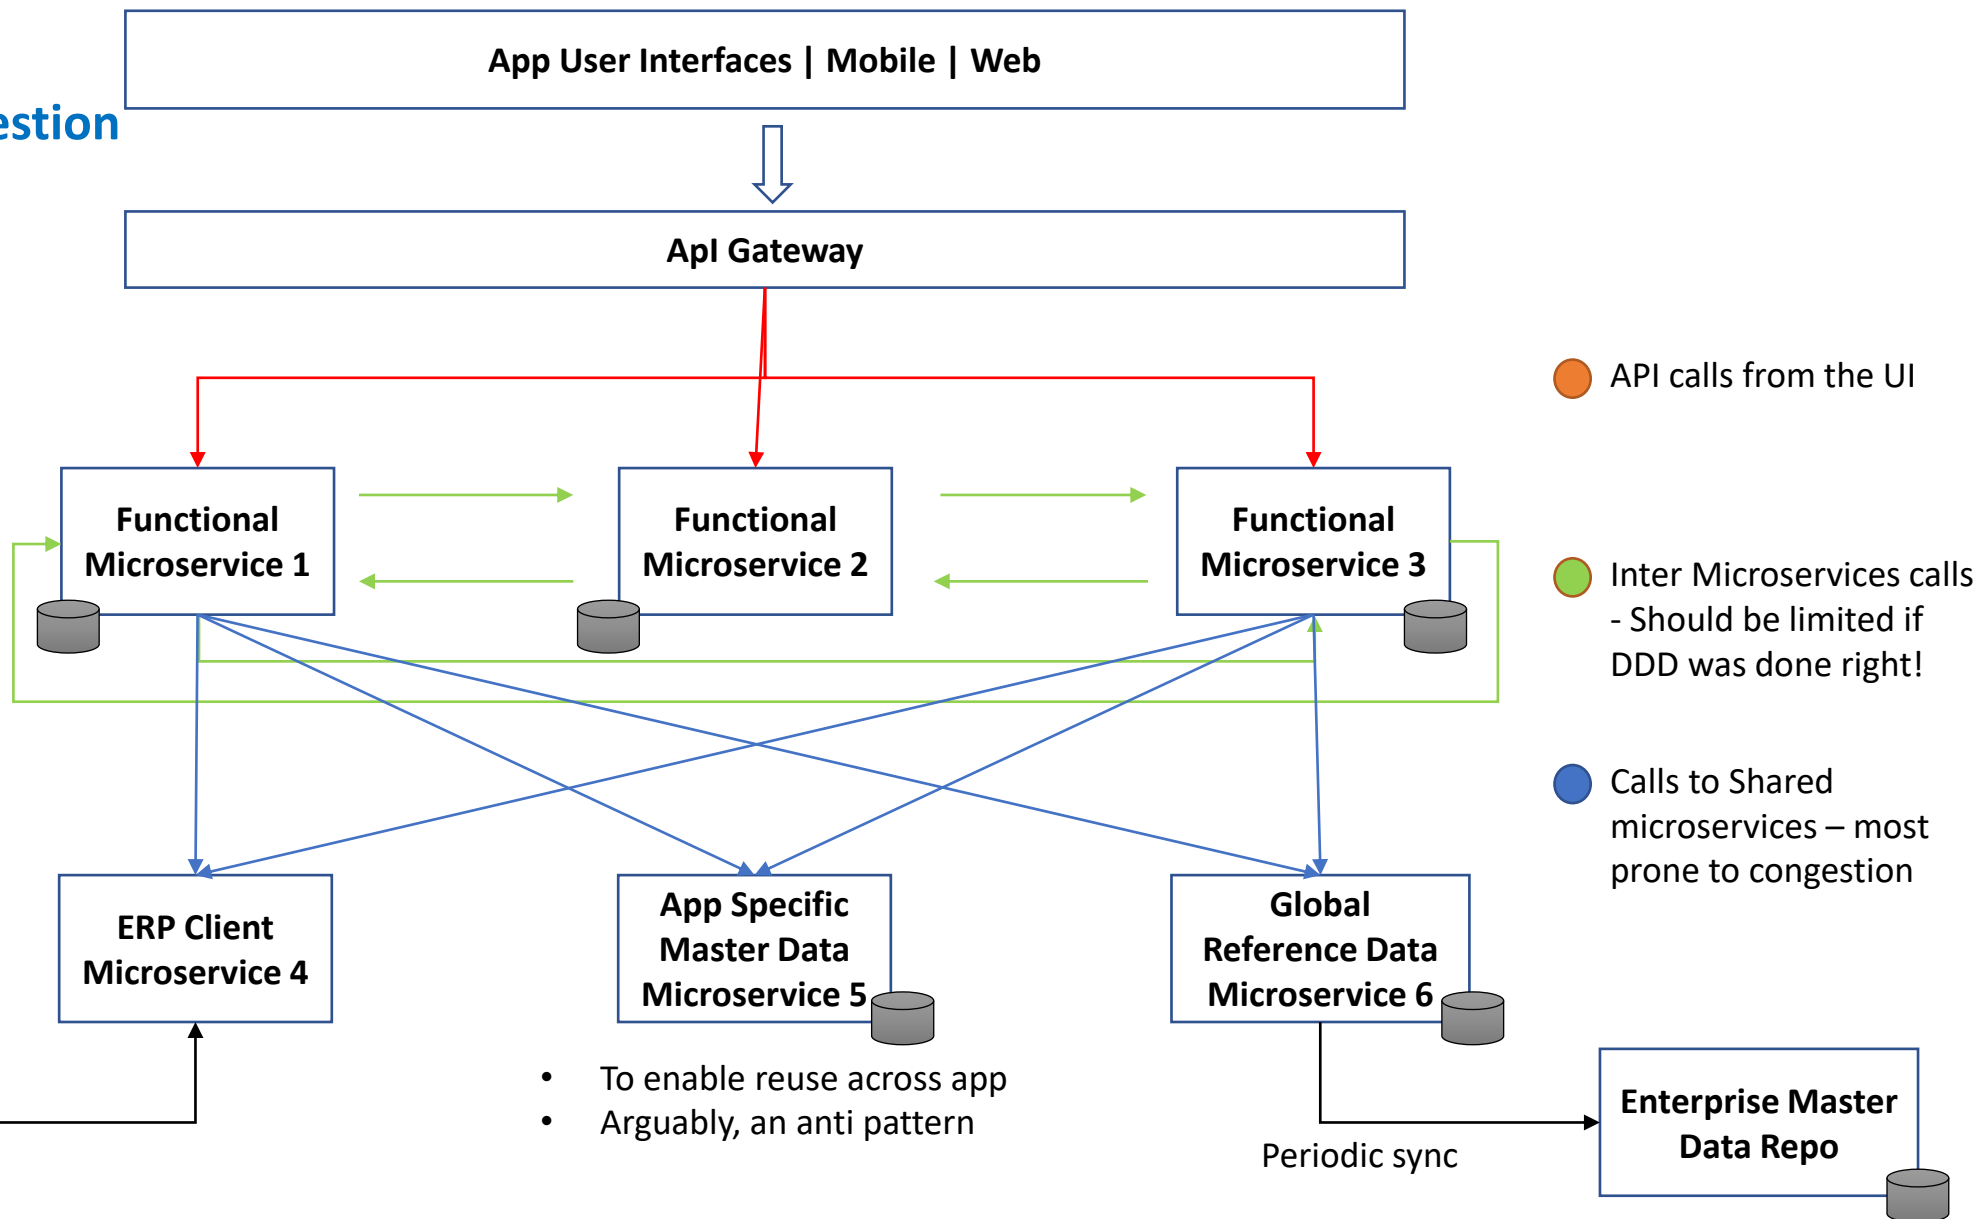 App User Interfaces | Mobile | Web
estion
ApI Gateway
API calls from the UI
Functional
Microservice 1
Functional
Microservice 2
Functional
Microservice 3
Inter Microservices calls
- Should be limited if
DDD was done right!
Calls to Shared
microservices – most
prone to congestion
ERP Client
Microservice 4
App Specific
Master Data
Microservice 5
Global
Reference Data
Microservice 6
• To enable reuse across app
• Arguably, an anti pattern
Periodic sync
Enterprise Master
Data Repo